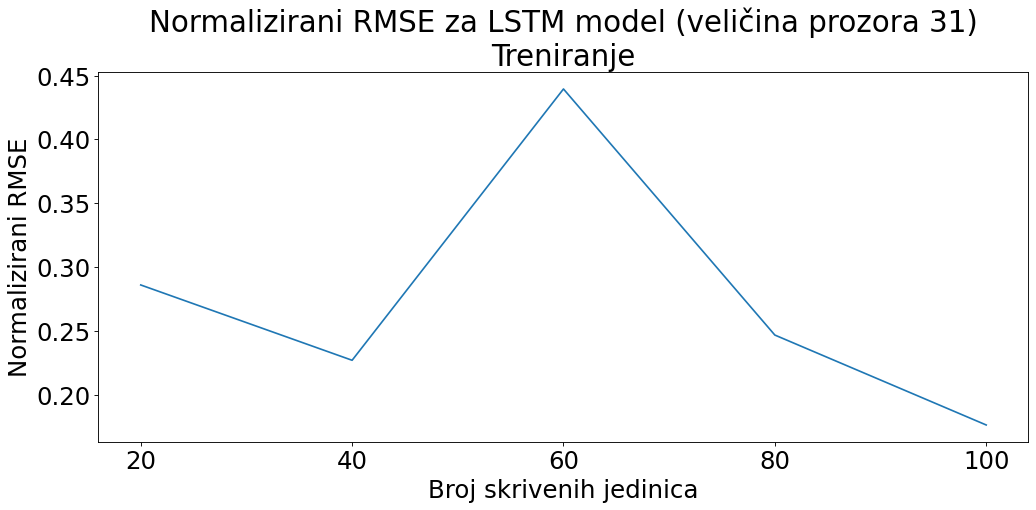 Normalizirani RMSE za LSTM model (veličina prozora 31)
Treniranje
Normalizirani RMSE
0.45
0.40
0.35
0.30
0.25
0.20
20 40 60 80 100
Broj skrivenih jedinica